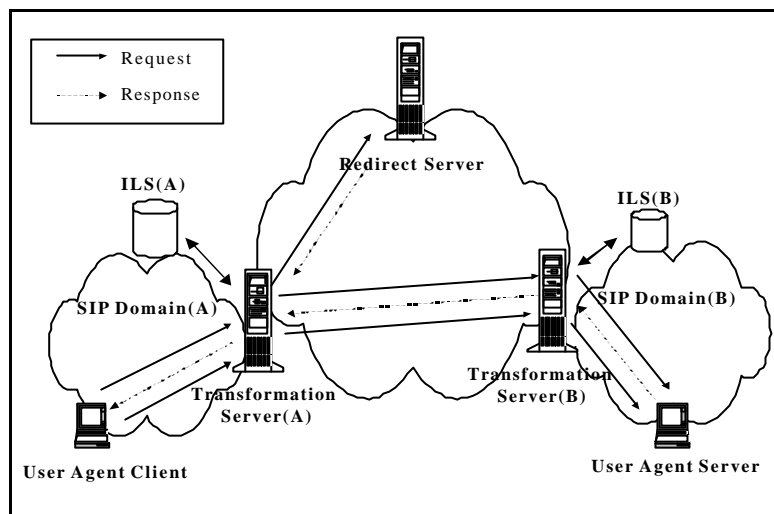 Request
Response
Redirect Server
ILS(A)
ILS(B)
SIP Domain(A)
SIP Domain(B)
Transformation
Server(A)
Transformation
Server(B)
User Agent Client
User Agent Server